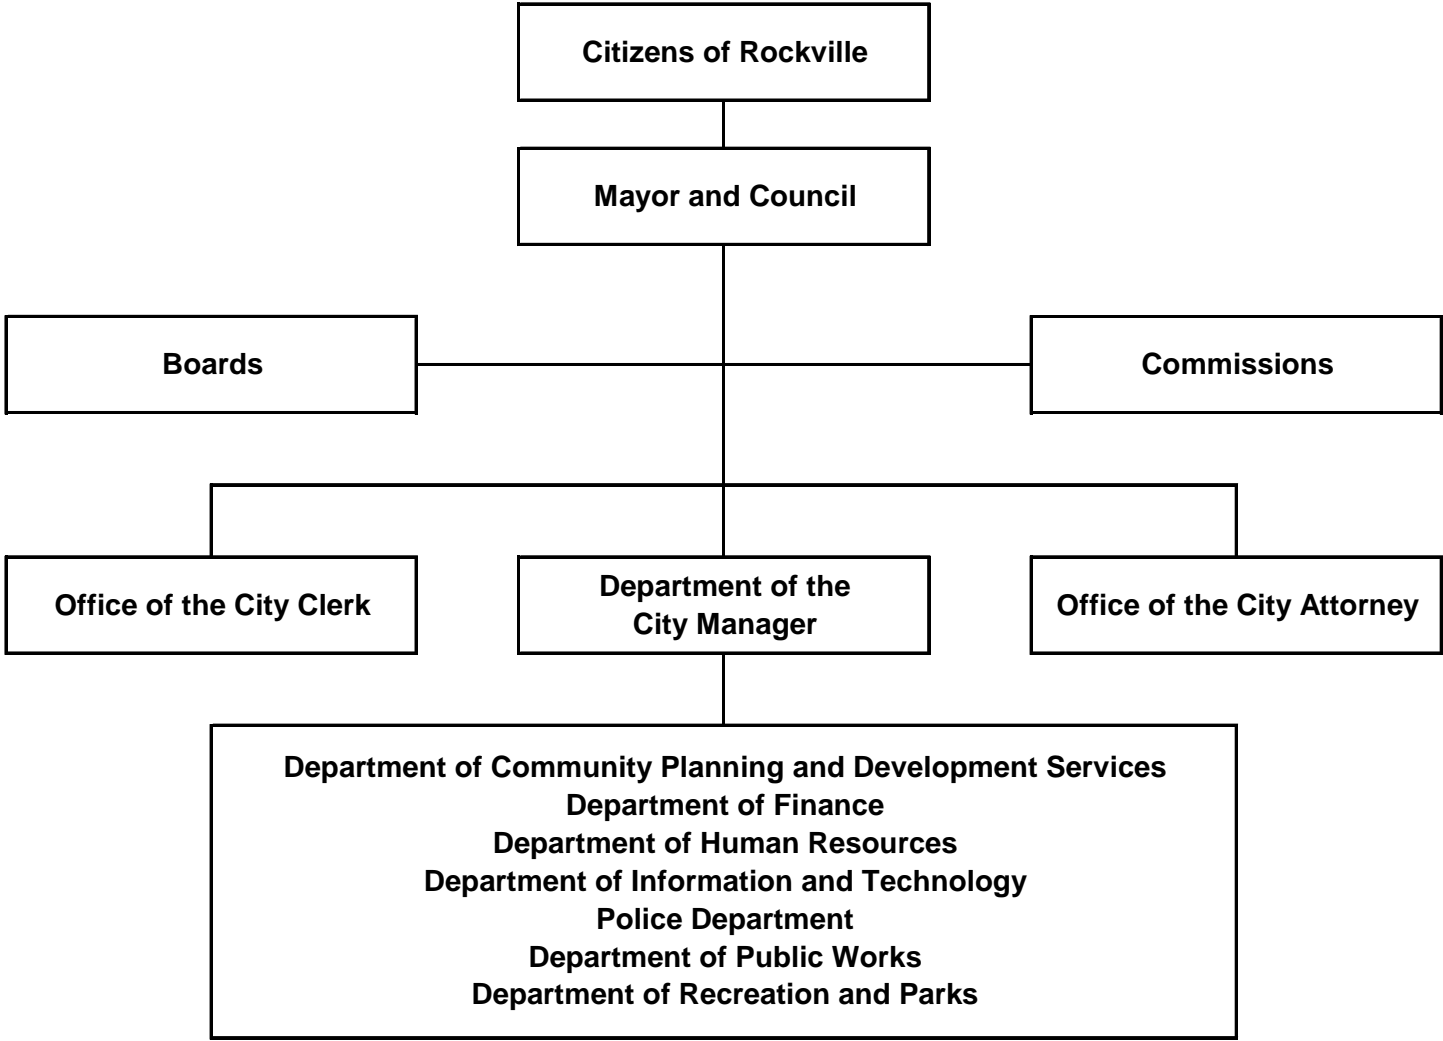 Citizens of Rockville
Mayor and Council
Boards
Commissions
Office of the City Clerk
Department of the
City Manager
Office of the City Attorney
Department of Community Planning and Development Services
Department of Finance
Department of Human Resources
Department of Information and Technology
Police Department
Department of Public Works
Department of Recreation and Parks